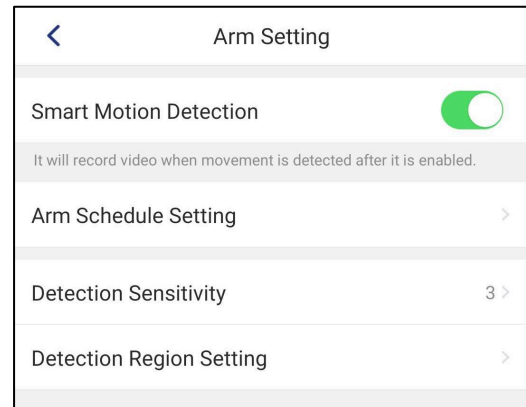 Arm Setting
Smart Motion Detection
It will record video when movement is detected after it is enabled.
Arm Schedule Setting
Detection Sensitivity 3
Detection Region Setting